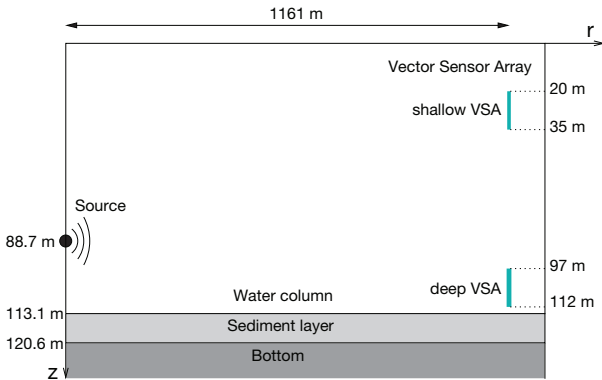 1161 m
r
Vector Sensor Array
20 m
shallow VSA
35 m
Source
88.7 m
97 m
deep VSA
112 m
Water column
113.1 m
Sediment layer
120.6 m
Bottom
z